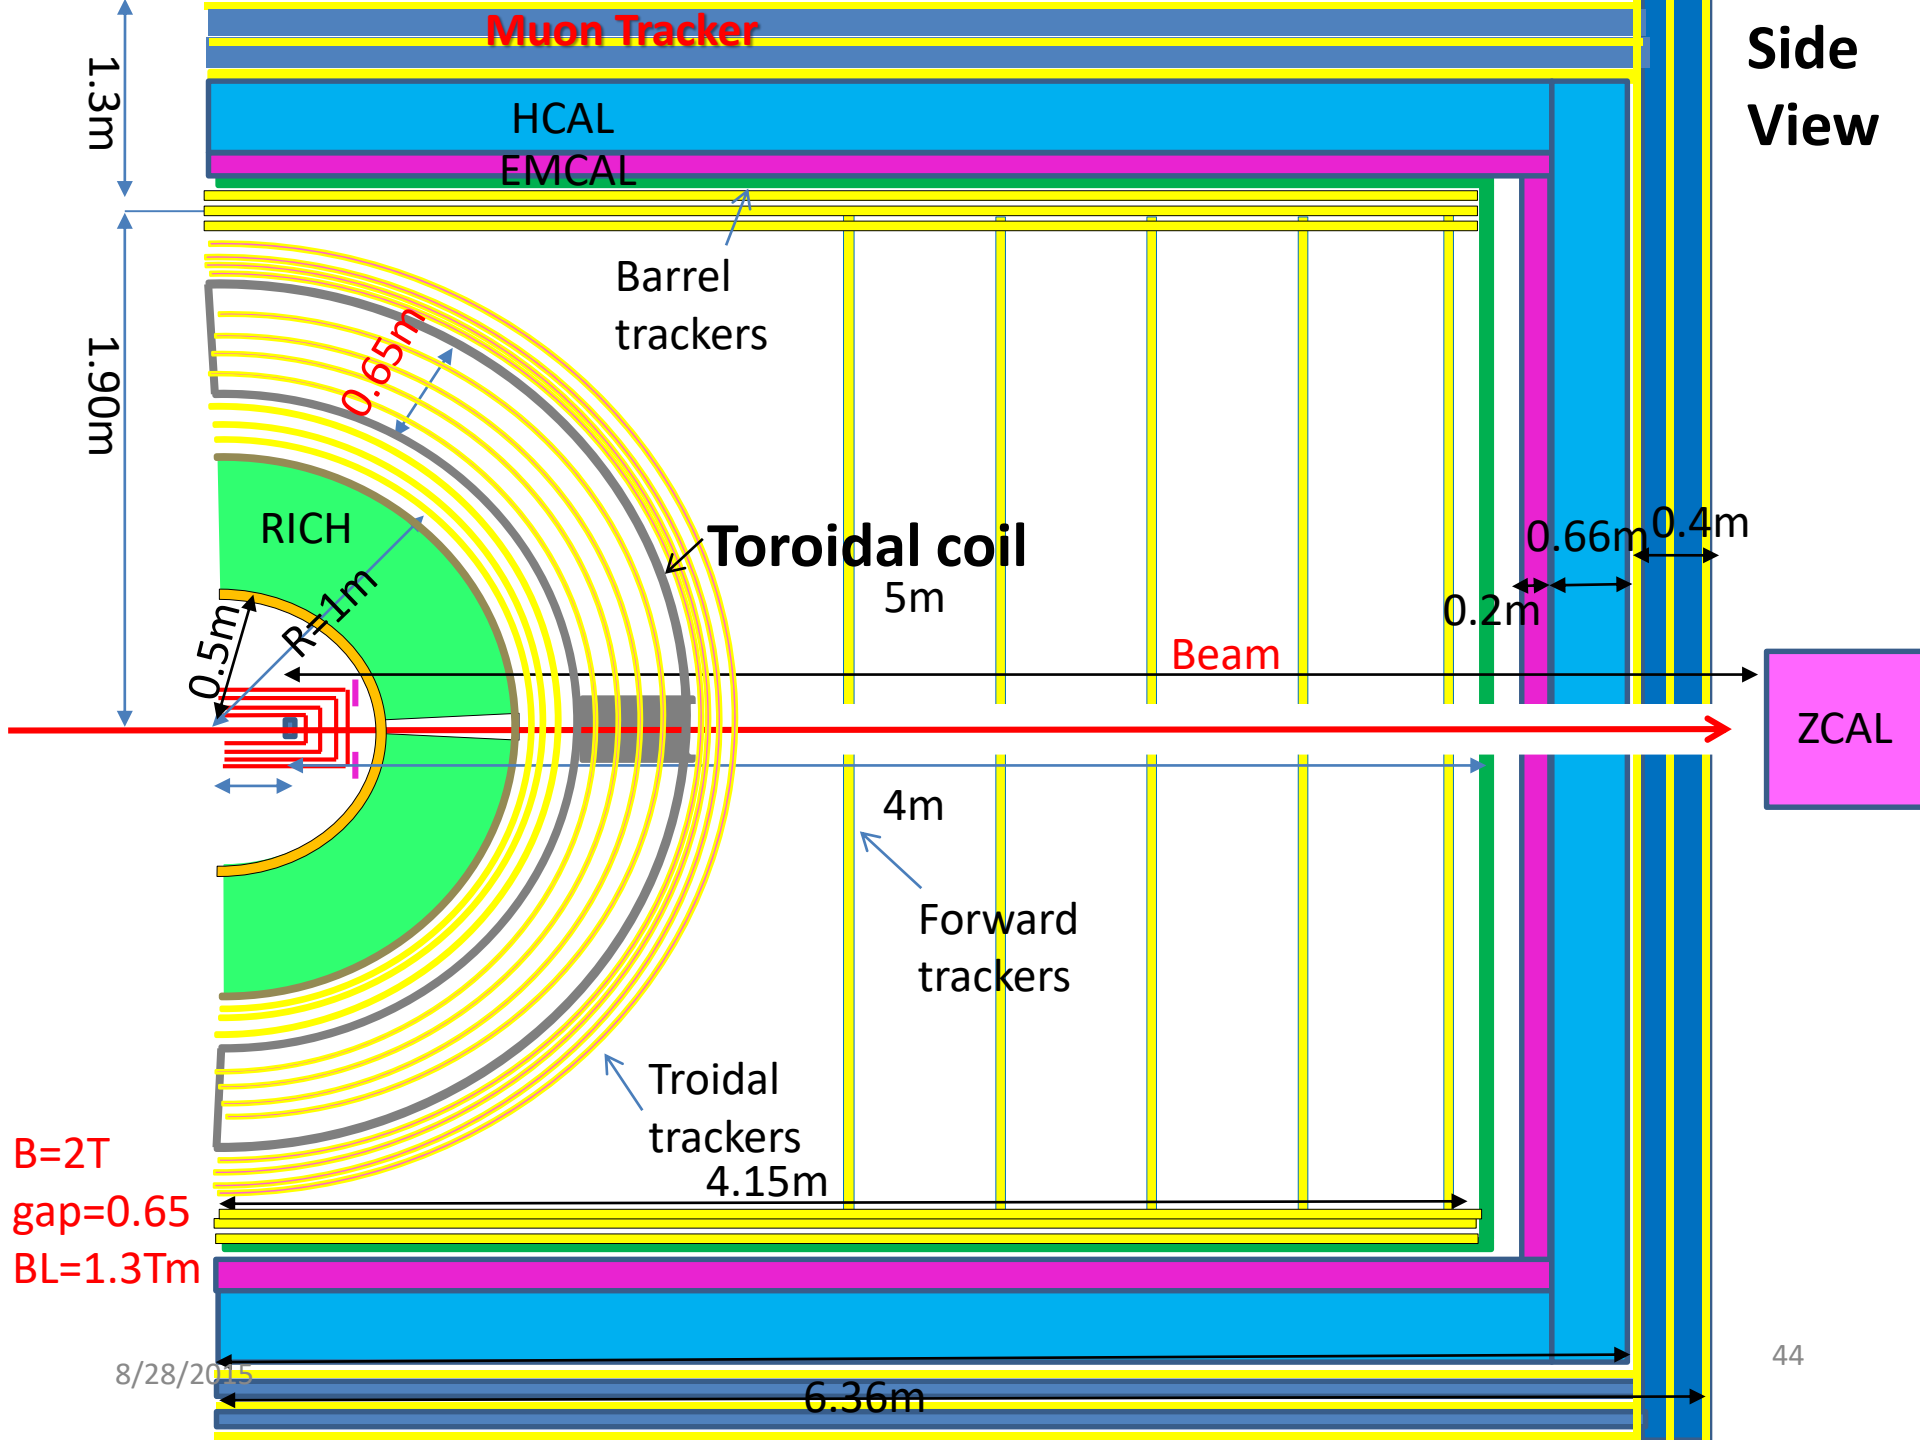 Muon Tracker
Side
View
1.3m
HCAL
EMCAL
Barrel
trackers
1.90m
0.65m
RICH
Toroidal coil
0.66m
0.4m
5m
0.2m
R=1m
0.5m
Beam
ZCAL
4m
Forward
trackers
Troidal
trackers
4.15m
B=2T
gap=0.65
BL=1.3Tm
8/28/2015
6.36m
44